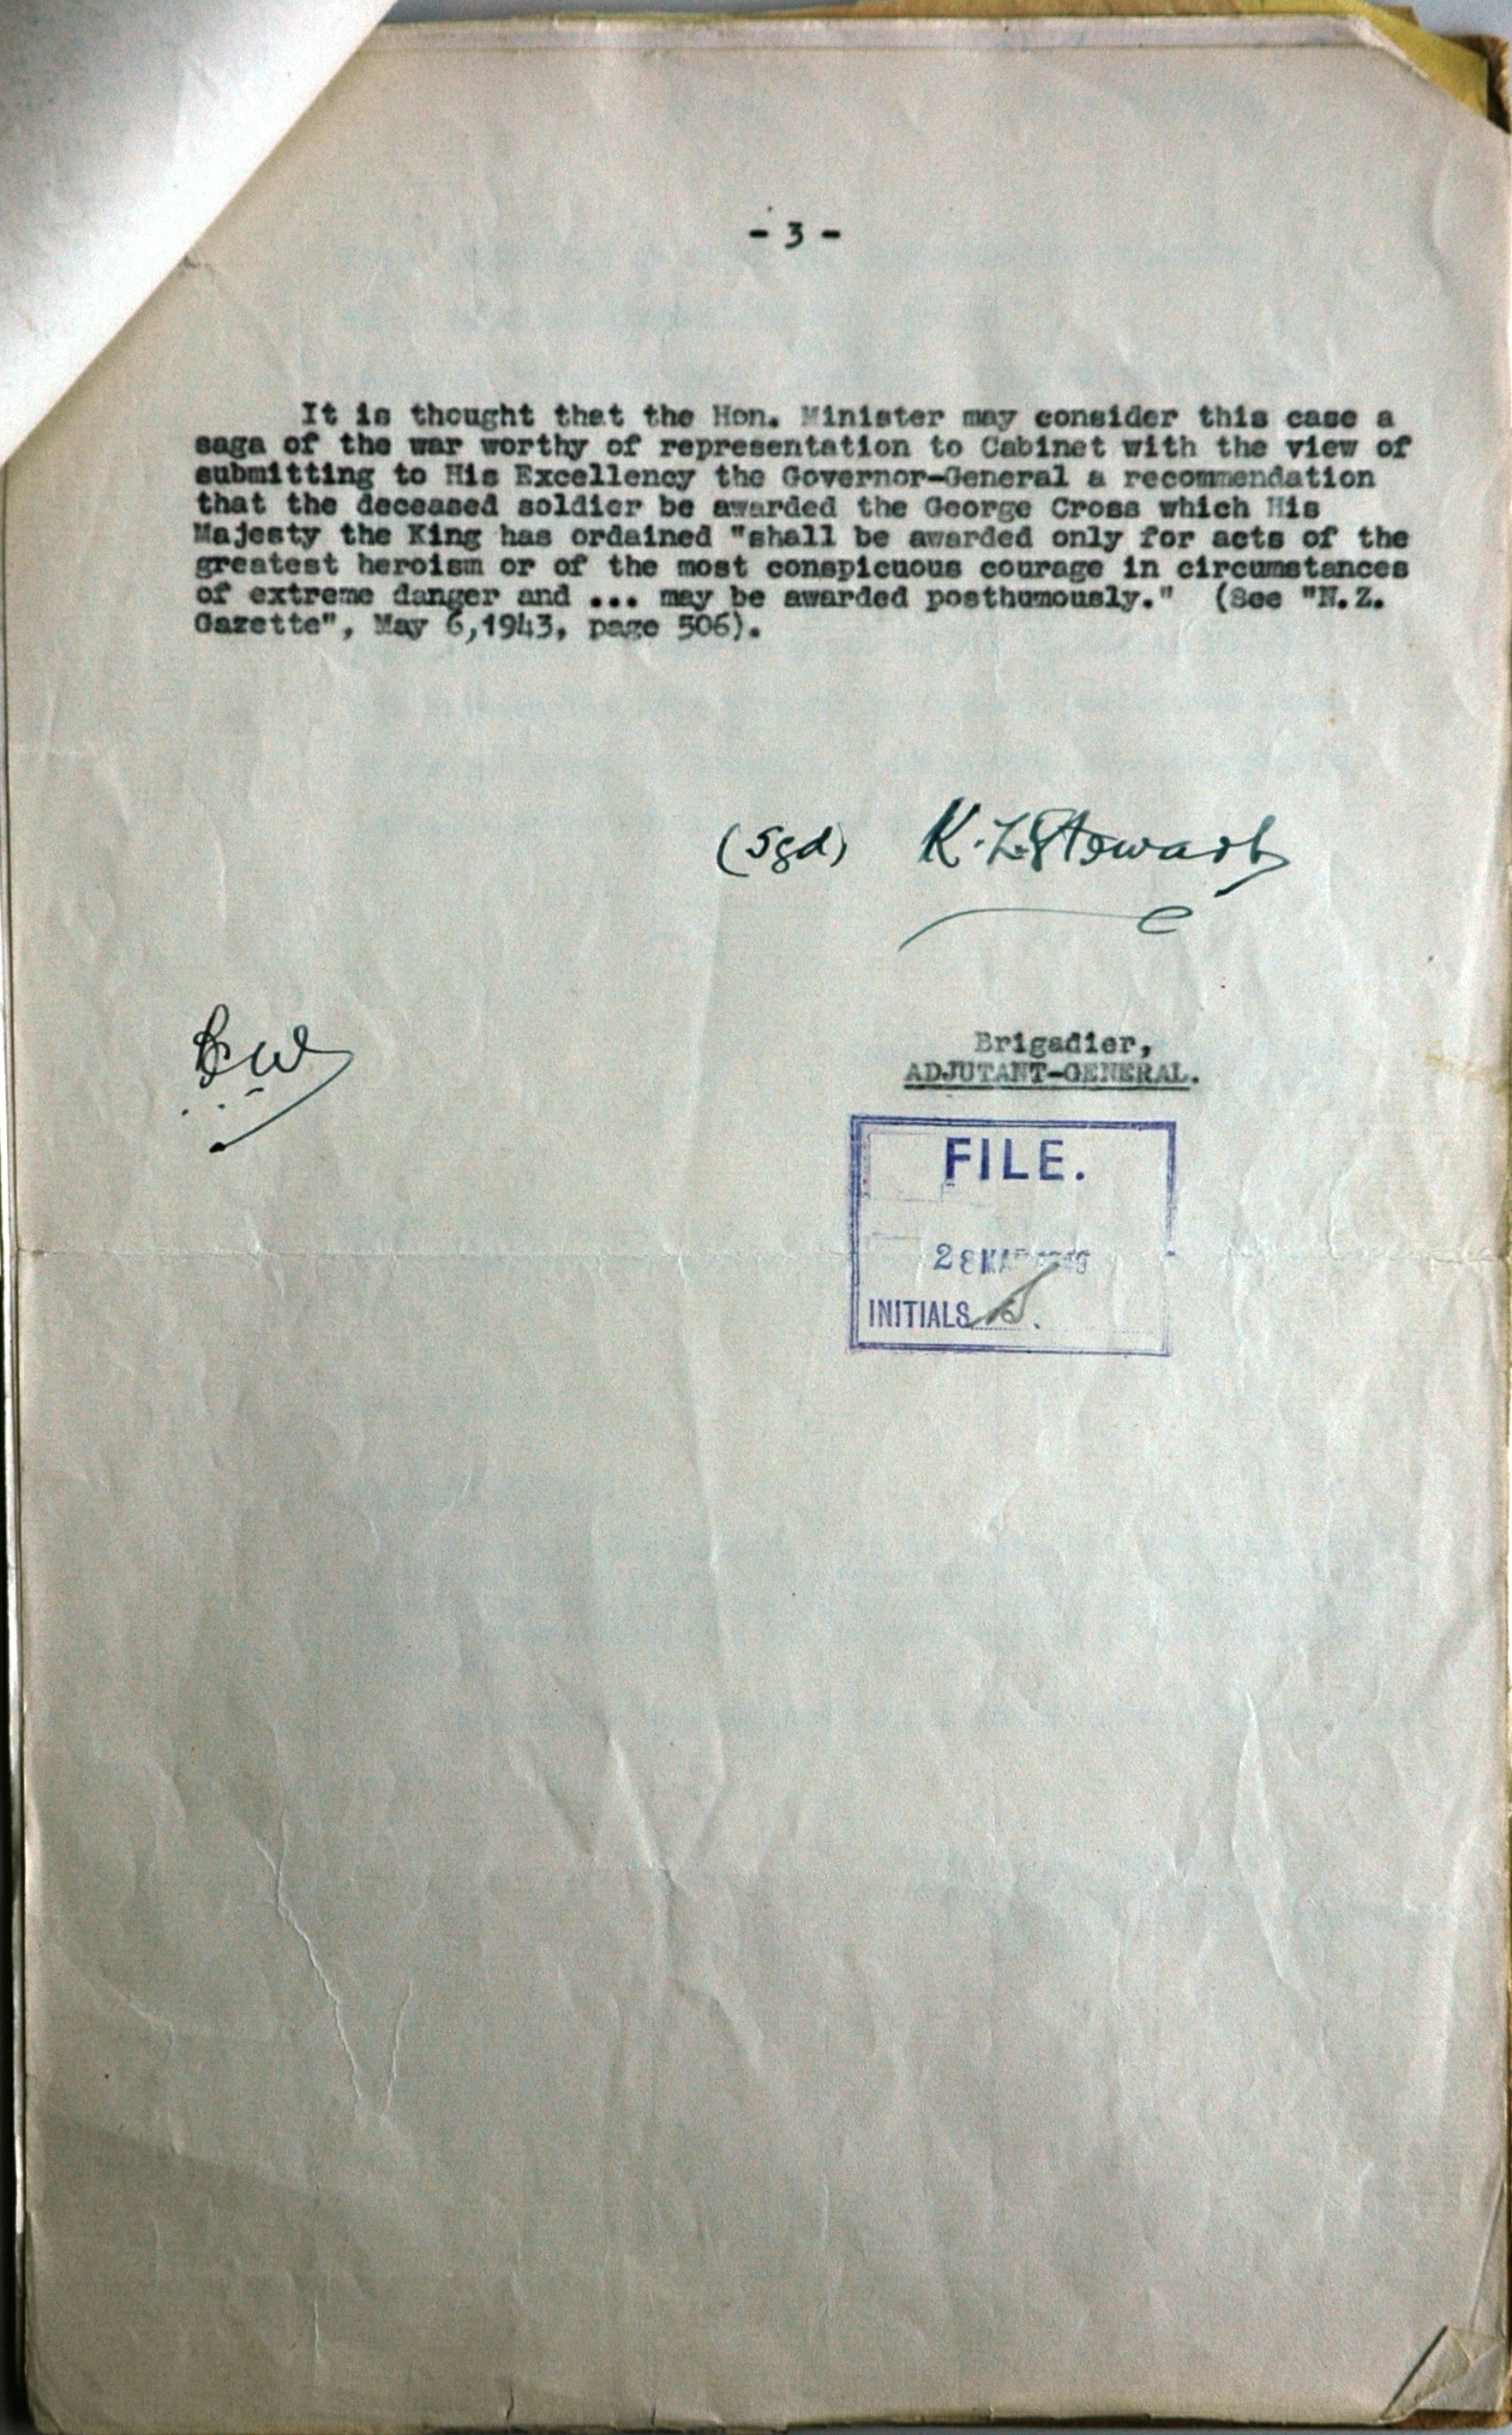 - 3 -
It is thought that the Hon. Minister may consider this case a
saga of the war worthy of representation to Cabinet with the view of
submitting to His Excellency the Governor-General a recommendation
that the deceased soldier be awarded the George Cross which His
Majesty the King has ordained "shall be awarded only for acts of the
greatest heroism or of the most conspicuous courage in circumstances
of extreme danger and ... may be awarded posthumously." (See "N.Z.
Gazette", May 6,1943, page 506).
(Sgd) K.L. Stewart
Brigadier,
ADJUTANT-GENERAL.
FILE.
INITIALS